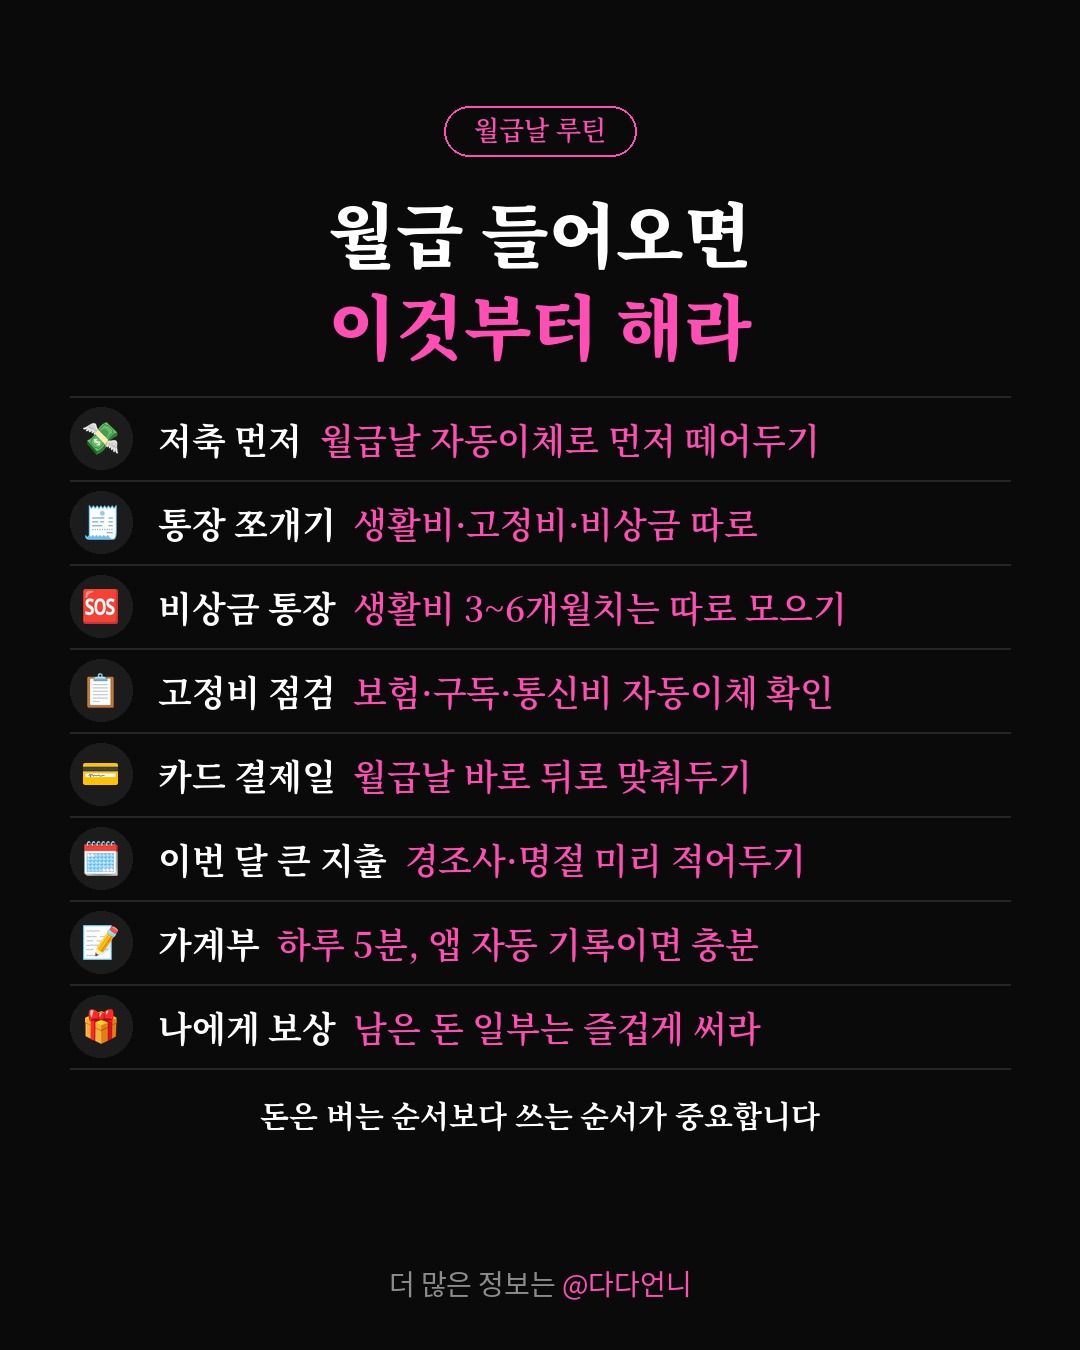 월급날 루틴
월급 들어오면
이것부터 해라
저축 먼저 월급날 자동이체로 먼저 떼어두기
통장 쪼개기 생활비·고정비·비상금 따로
SOS 비상금 통장 생활비 3~6개월치는 따로 모으기
고정비 점검 보험·구독·통신비 자동이체 확인
카드 결제일 월급날 바로 뒤로 맞춰두기
이번 달 큰 지출 경조사·명절 미리 적어두기
가계부 하루 5분, 앱 자동 기록이면 충분
나에게 보상 남은 돈 일부는 즐겁게 써라
돈은 버는 순서보다 쓰는 순서가 중요합니다
더 많은 정보는 @다다언니